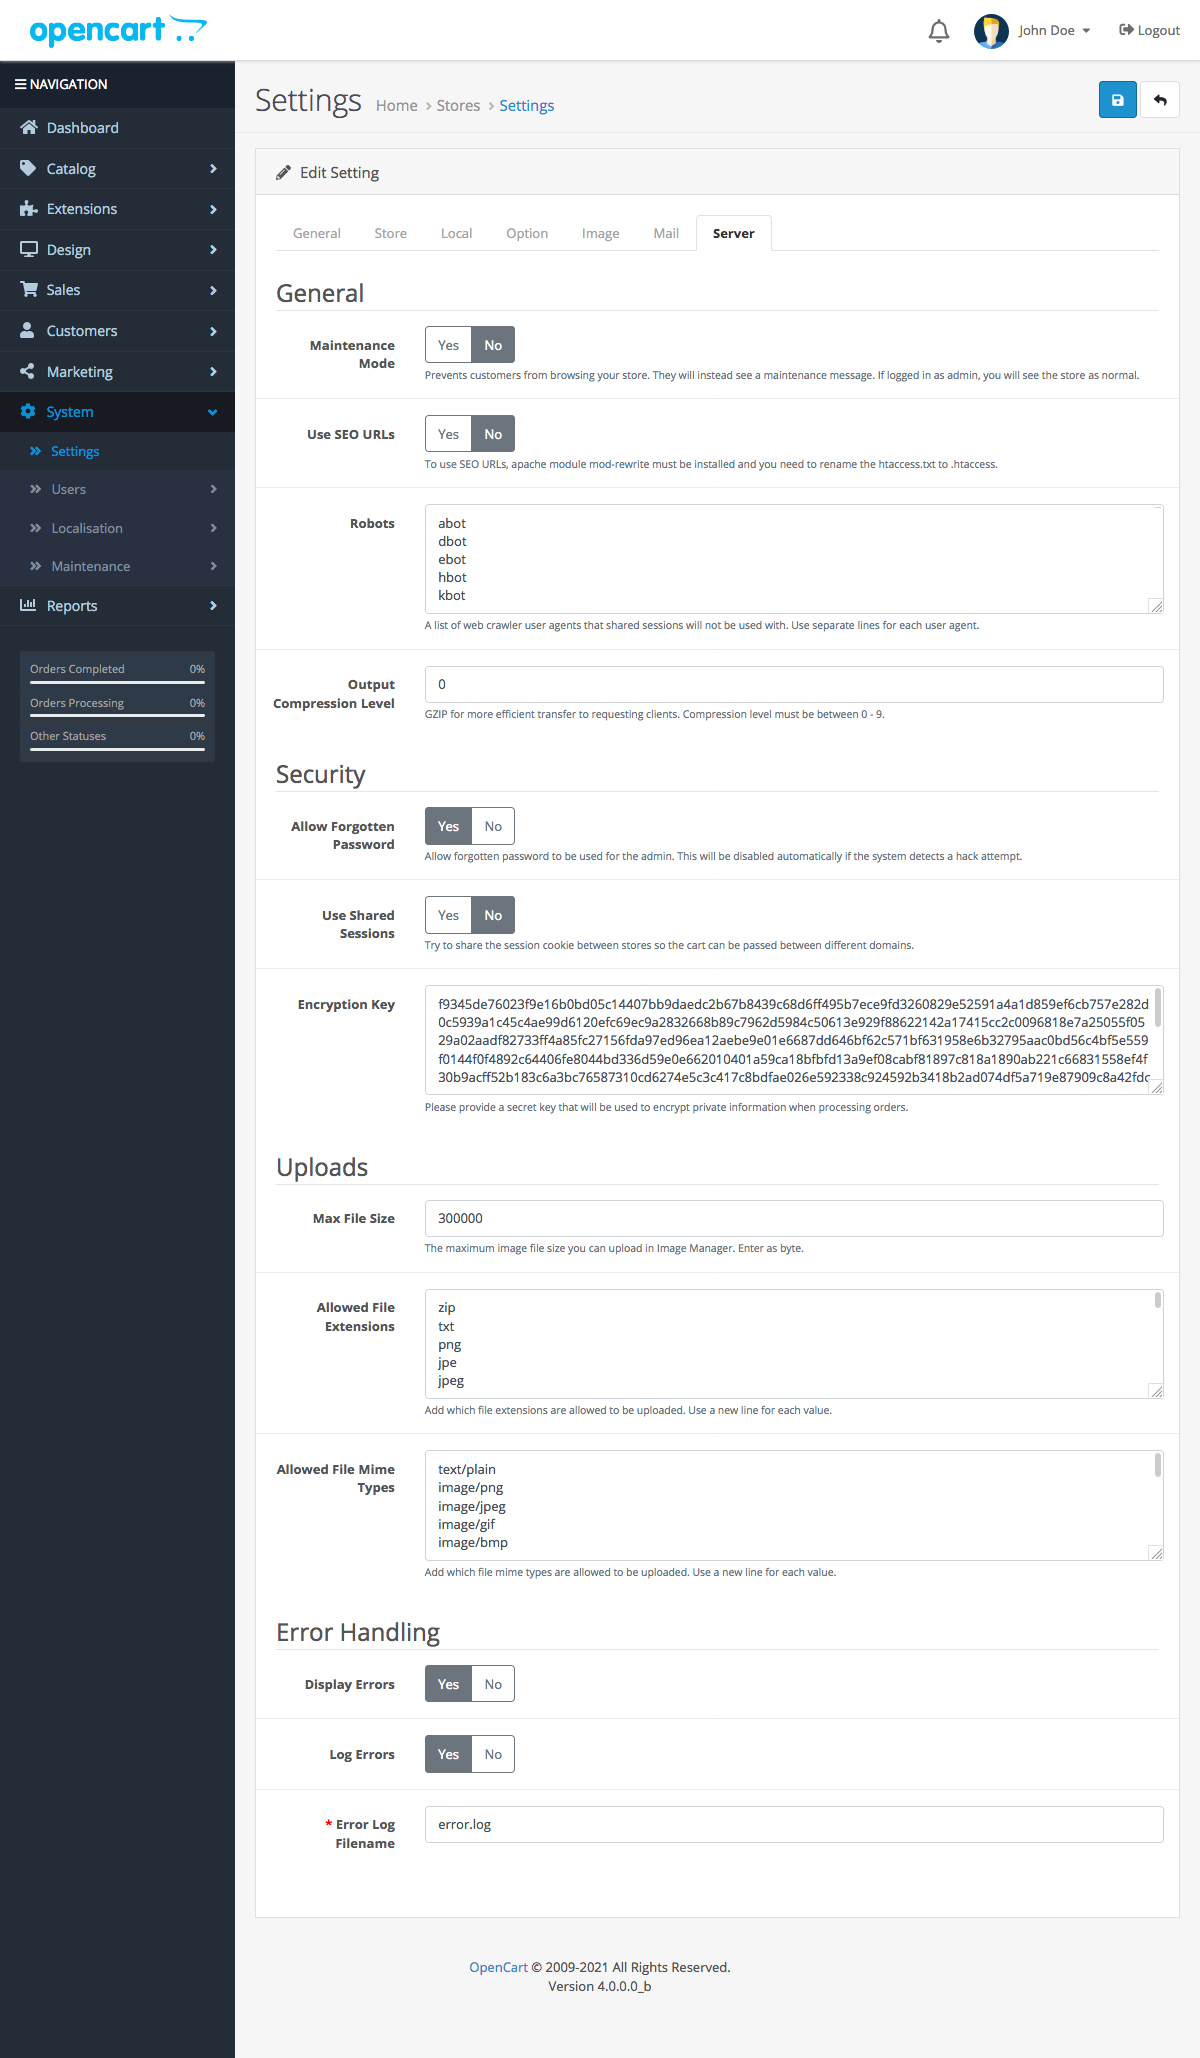 opencart
John Doe
Logout
NAVIGATION
Dashboard
Catalog
Extensions
Design
Sales
Customers
Marketing
System
Settings
Users
Localisation
Maintenance
Reports
Orders Completed 0%
Orders Processing 0%
Other Statuses 0%
Settings Home > Stores > Settings
Edit Setting
General Store Local Option Image Mail Server
General
Maintenance Mode
Yes No
Prevents customers from browsing your store. They will instead see a maintenance message. If logged in as admin, you will see the store as normal.
Use SEO URLs
Yes No
To use SEO URLs, apache module mod-rewrite must be installed and you need to rename the htaccess.txt to .htaccess.
Robots
abot
dbot
ebot
hbot
kbot
A list of web crawler user agents that shared sessions will not be used with. Use separate lines for each user agent.
Output
Compression Level
0
GZIP for more efficient transfer to requesting clients. Compression level must be between 0 - 9.
Security
Allow Forgotten
Password
Yes No
Allow forgotten password to be used for the admin. This will be disabled automatically if the system detects a hack attempt.
Use Shared
Sessions
Yes No
Try to share the session cookie between stores so the cart can be passed between different domains.
Encryption Key
f9345de76023f9e16b0bd05c14407bb9daedc2b67b8439c68d6ff495b7ece9fd3260829e52591a4a1d859ef6cb757e282d
0c5939a1c45c4ae99d6120efc69ec9a2832668b89c7962d5984c50613e929f88622142a17415cc2c0096818e7a25055f05
29a02aadf82733ff4a85fc27156fda97ed96ea12aebe9e01e6687dd646bf62c571bf631958e6b32795aac0bd56c4bf5e559
f0144f0f4892c64406fe8044bd336d59e0e662010401a59ca18bfbfd13a9ef08cabf81897c818a1890ab221c66831558ef4f
30b9acff52b183c6a3bc76587310cd6274e5c3c417c8bdfae026e592338c924592b3418b2ad074df5a719e87909c8a42fdc
Please provide a secret key that will be used to encrypt private information when processing orders.
Uploads
Max File Size
300000
The maximum image file size you can upload in Image Manager. Enter as byte.
Allowed File
Extensions
zip
txt
png
jpe
jpeg
Add which file extensions are allowed to be uploaded. Use a new line for each value.
Allowed File Mime
Types
text/plain
image/png
image/jpeg
image/gif
image/bmp
Add which file mime types are allowed to be uploaded. Use a new line for each value.
Error Handling
Display Errors
Yes No
Log Errors
Yes No
* Error Log
Filename
error.log
OpenCart © 2009-2021 All Rights Reserved.
Version 4.0.0.0_b